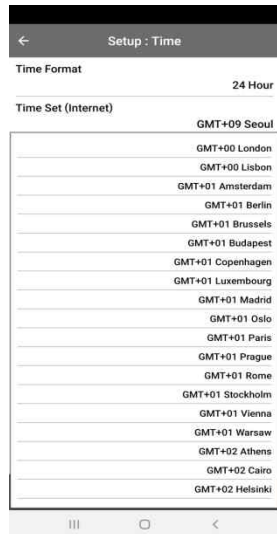 Setup : Time
Time Format
24 Hour
Time Set (Internet)
GMT+09 Seoul
GMT+00 London
GMT+00 Lisbon
GMT+01 Amsterdam
GMT+01 Berlin
GMT+01 Brussels
GMT+01 Budapest
GMT+01 Copenhagen
GMT+01 Luxembourg
GMT+01 Madrid
GMT+01 Oslo
GMT+01 Paris
GMT+01 Prague
GMT+01 Rome
GMT+01 Stockholm
GMT+01 Vienna
GMT+01 Warsaw
GMT+02 Athens
GMT+02 Cairo
GMT+02 Helsinki